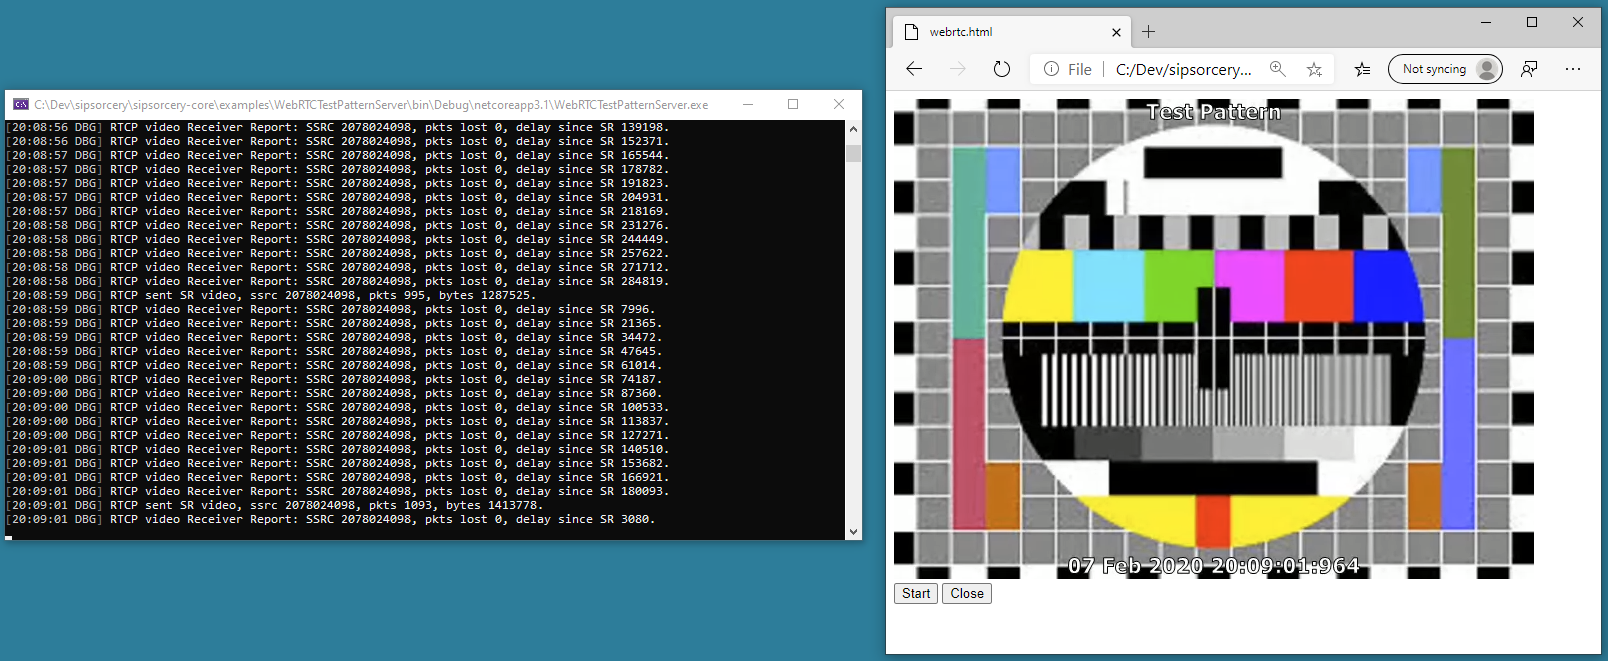 C:\Dev\sipsorcery\sipsorcery-core\examples\WebRTCTestPatternServer\bin\Debug\netcoreapp3.1\WebRTCTestPatternServer.exe
[20:08:56 DBG] RTCP video Receiver Report: SSRC 2078024098, pkts lost 0, delay since SR 139198.
[20:08:56 DBG] RTCP video Receiver Report: SSRC 2078024098, pkts lost 0, delay since SR 152371.
[20:08:57 DBG] RTCP video Receiver Report: SSRC 2078024098, pkts lost 0, delay since SR 165544.
[20:08:57 DBG] RTCP video Receiver Report: SSRC 2078024098, pkts lost 0, delay since SR 178782.
[20:08:57 DBG] RTCP video Receiver Report: SSRC 2078024098, pkts lost 0, delay since SR 191823.
[20:08:57 DBG] RTCP video Receiver Report: SSRC 2078024098, pkts lost 0, delay since SR 204931.
[20:08:57 DBG] RTCP video Receiver Report: SSRC 2078024098, pkts lost 0, delay since SR 218169.
[20:08:58 DBG] RTCP video Receiver Report: SSRC 2078024098, pkts lost 0, delay since SR 231276.
[20:08:58 DBG] RTCP video Receiver Report: SSRC 2078024098, pkts lost 0, delay since SR 244449.
[20:08:58 DBG] RTCP video Receiver Report: SSRC 2078024098, pkts lost 0, delay since SR 257622.
[20:08:58 DBG] RTCP video Receiver Report: SSRC 2078024098, pkts lost 0, delay since SR 271712.
[20:08:58 DBG] RTCP video Receiver Report: SSRC 2078024098, pkts lost 0, delay since SR 284819.
[20:08:59 DBG] RTCP sent SR video, ssrc 2078024098, pkts 995, bytes 1287525.
[20:08:59 DBG] RTCP video Receiver Report: SSRC 2078024098, pkts lost 0, delay since SR 7996.
[20:08:59 DBG] RTCP video Receiver Report: SSRC 2078024098, pkts lost 0, delay since SR 21365.
[20:08:59 DBG] RTCP video Receiver Report: SSRC 2078024098, pkts lost 0, delay since SR 34472.
[20:08:59 DBG] RTCP video Receiver Report: SSRC 2078024098, pkts lost 0, delay since SR 47645.
[20:08:59 DBG] RTCP video Receiver Report: SSRC 2078024098, pkts lost 0, delay since SR 61014.
[20:09:00 DBG] RTCP video Receiver Report: SSRC 2078024098, pkts lost 0, delay since SR 74187.
[20:09:00 DBG] RTCP video Receiver Report: SSRC 2078024098, pkts lost 0, delay since SR 87360.
[20:09:00 DBG] RTCP video Receiver Report: SSRC 2078024098, pkts lost 0, delay since SR 100533.
[20:09:00 DBG] RTCP video Receiver Report: SSRC 2078024098, pkts lost 0, delay since SR 113837.
[20:09:00 DBG] RTCP video Receiver Report: SSRC 2078024098, pkts lost 0, delay since SR 127271.
[20:09:01 DBG] RTCP video Receiver Report: SSRC 2078024098, pkts lost 0, delay since SR 140510.
[20:09:01 DBG] RTCP video Receiver Report: SSRC 2078024098, pkts lost 0, delay since SR 153682.
[20:09:01 DBG] RTCP video Receiver Report: SSRC 2078024098, pkts lost 0, delay since SR 166921.
[20:09:01 DBG] RTCP video Receiver Report: SSRC 2078024098, pkts lost 0, delay since SR 180093.
[20:09:01 DBG] RTCP sent SR video, ssrc 2078024098, pkts 1093, bytes 1413778.
[20:09:01 DBG] RTCP video Receiver Report: SSRC 2078024098, pkts lost 0, delay since SR 3080.
webrtc.html
File C:/Dev/sipsorcery... Not syncing
Test Pattern
07 Feb 2020 20:09:01:964
Start Close